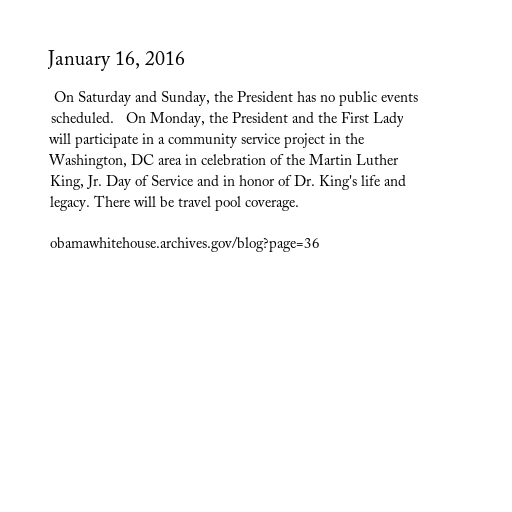 January 16, 2016
On Saturday and Sunday, the President has no public events
scheduled.   On Monday, the President and the First Lady
will participate in a community service project in the
Washington, DC area in celebration of the Martin Luther
King, Jr. Day of Service and in honor of Dr. King's life and
legacy. There will be travel pool coverage.
obamawhitehouse.archives.gov/blog?page=36